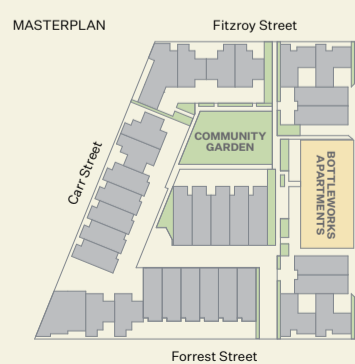 MASTERPLAN
Fitzroy Street
Carr Street
COMMUNITY
GARDEN
BOTTLEWORKS
APARTMENTS
Forrest Street